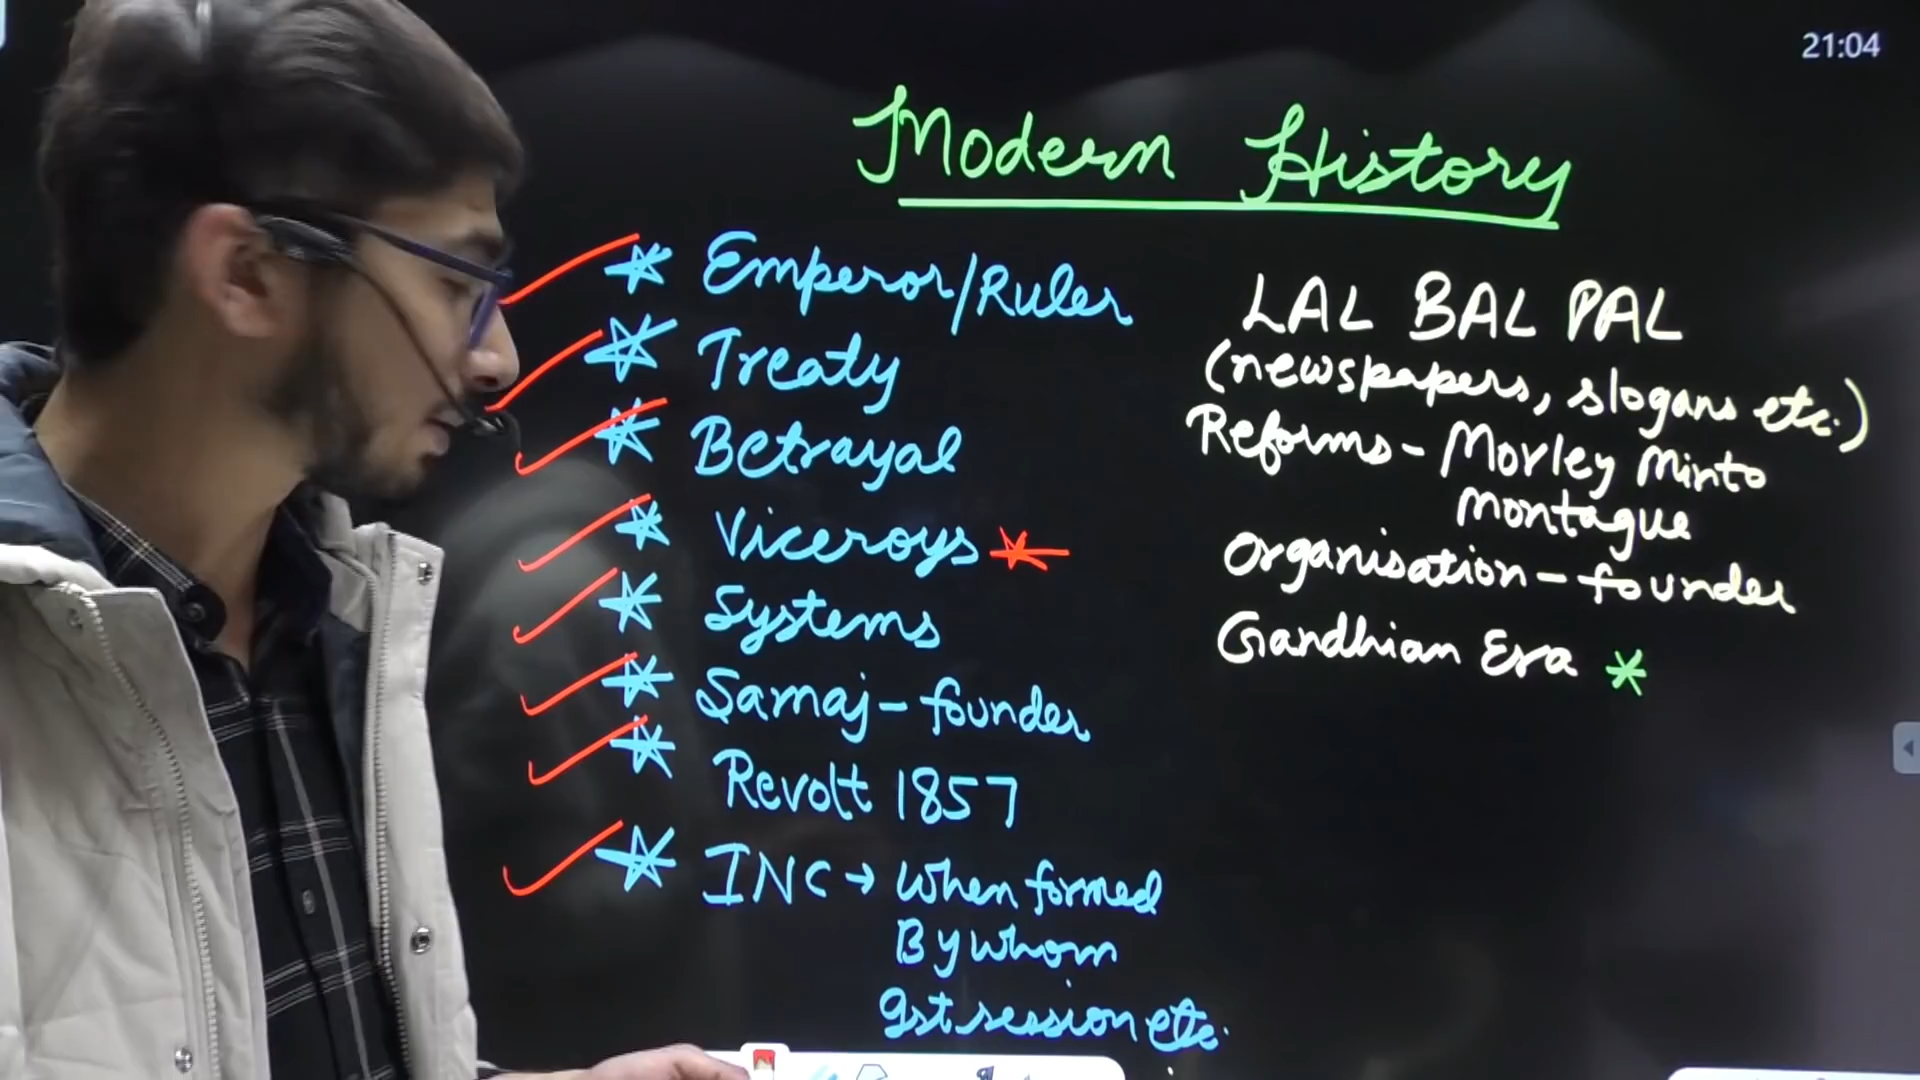 21:04
Modern History
Emperor/Ruler
Treaty
Betrayal
Viceroys
Systems
Samaj - founder
Revolt 1857
INC → When formed
By whom
Ist session etc.
LAL BAL PAL
(newspapers, slogans etc.)
Reforms - Morley Minto
Montague
Organisation - founder
Gandhian Era